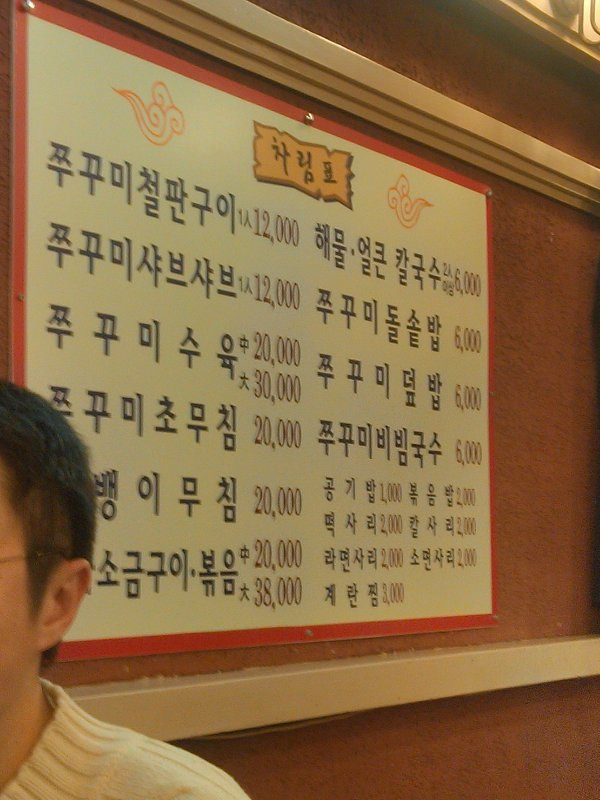 차림표
쭈꾸미철판구이 1人 12,000
쭈꾸미샤브샤브 1人 12,000
쭈꾸미수육 中 20,000
大 30,000
쭈꾸미초무침 20,000
뱅이무침 20,000
소금구이·볶음 中 20,000
大 38,000
해물·얼큰 칼국수 2人이상 6,000
쭈꾸미돌솥밥 6,000
쭈꾸미덮밥 6,000
쭈꾸미비빔국수 6,000
공기밥 1,000 볶음밥 2,000
떡사리 2,000 칼사리 2,000
라면사리 2,000 소면사리 2,000
계란찜 3,000